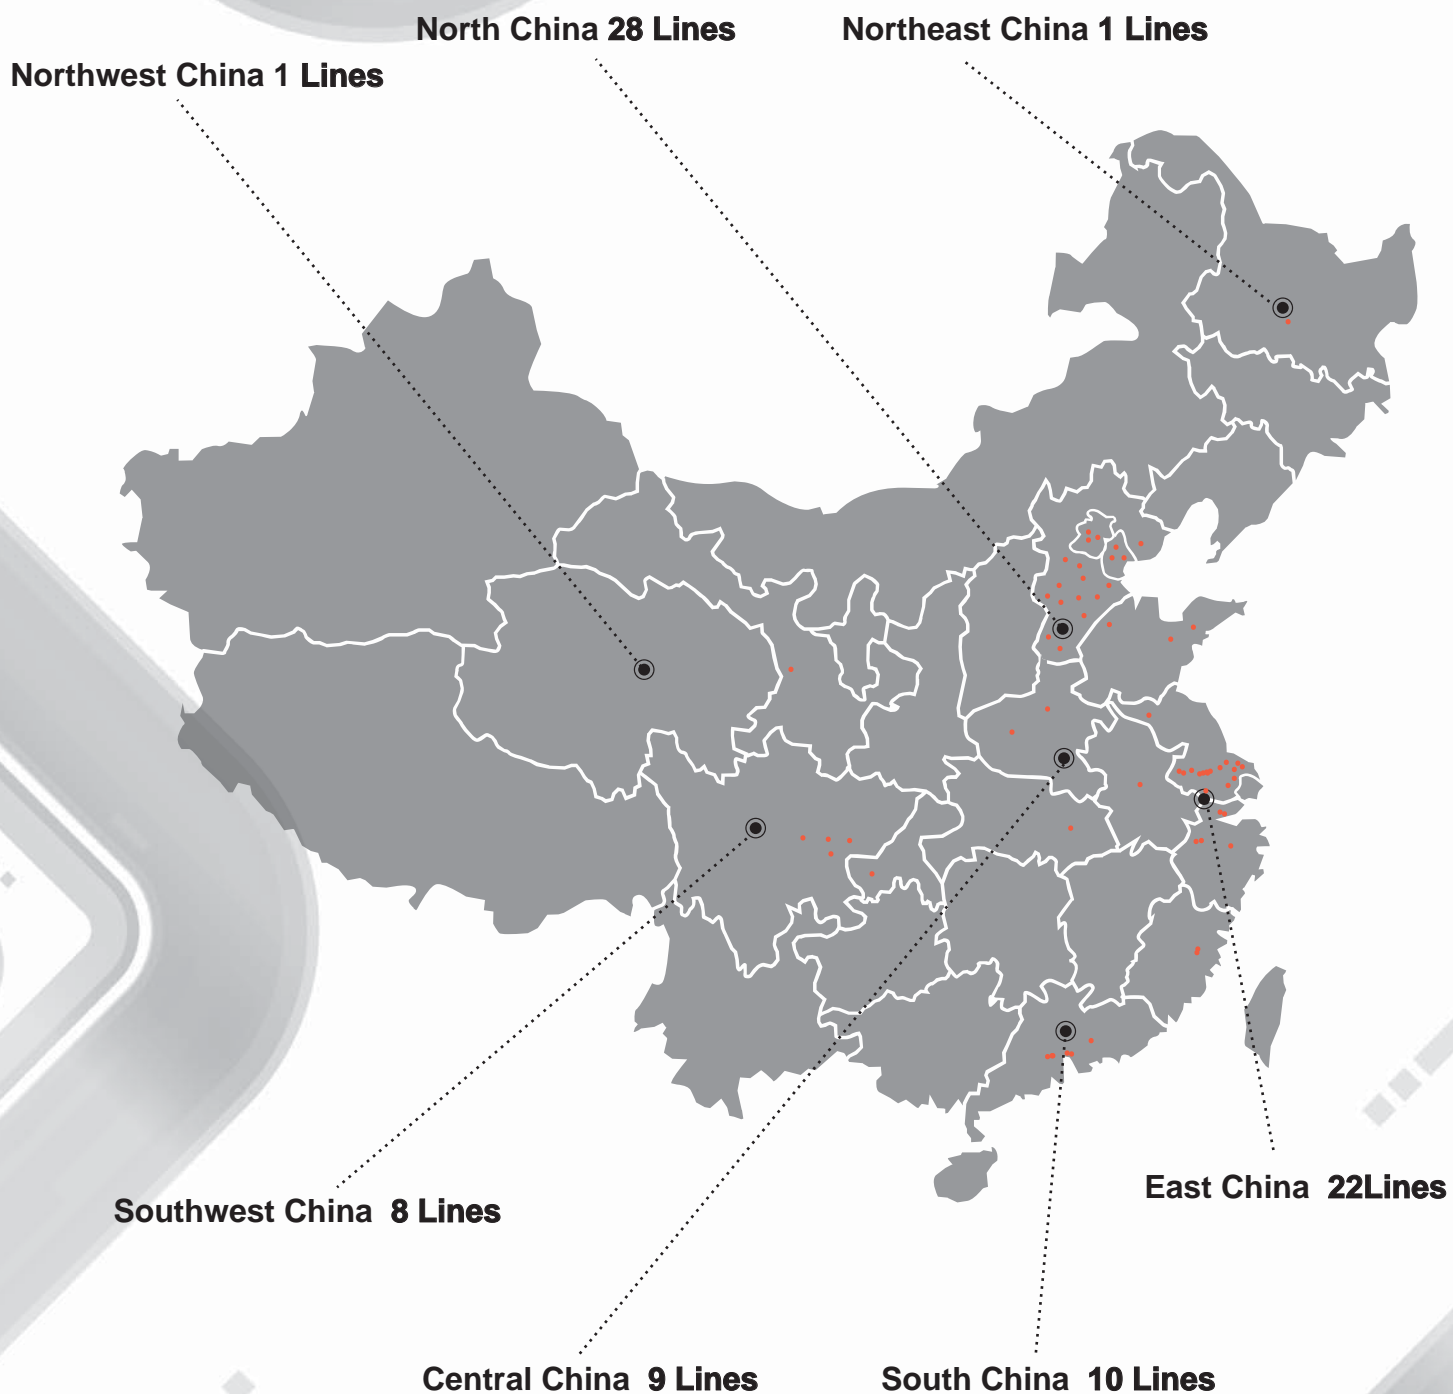 North China 28 Lines
Northeast China 1 Lines
Northwest China 1 Lines
East China 22Lines
Southwest China 8 Lines
Central China 9 Lines
South China 10 Lines